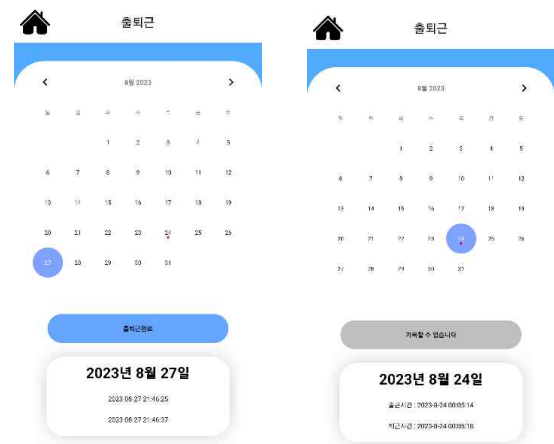 출퇴근
8월 2023
1 2 3 4 5
6 7 8 9 10 11 12
13 14 15 16 17 18 19
20 21 22 23 24 25 26
27 28 29 30 31
출퇴근완료
2023년 8월 27일
2023-08-27 21:46:25
2023-08-27 21:46:37
출퇴근
8월 2023
1 2 3 4 5
6 7 8 9 10 11 12
13 14 15 16 17 18 19
20 21 22 23 24 25 26
27 28 29 30 31
기록할 수 없습니다
2023년 8월 24일
출근시간 : 2023-8-24 00:05:14
퇴근시간 : 2023-8-24 00:05:18